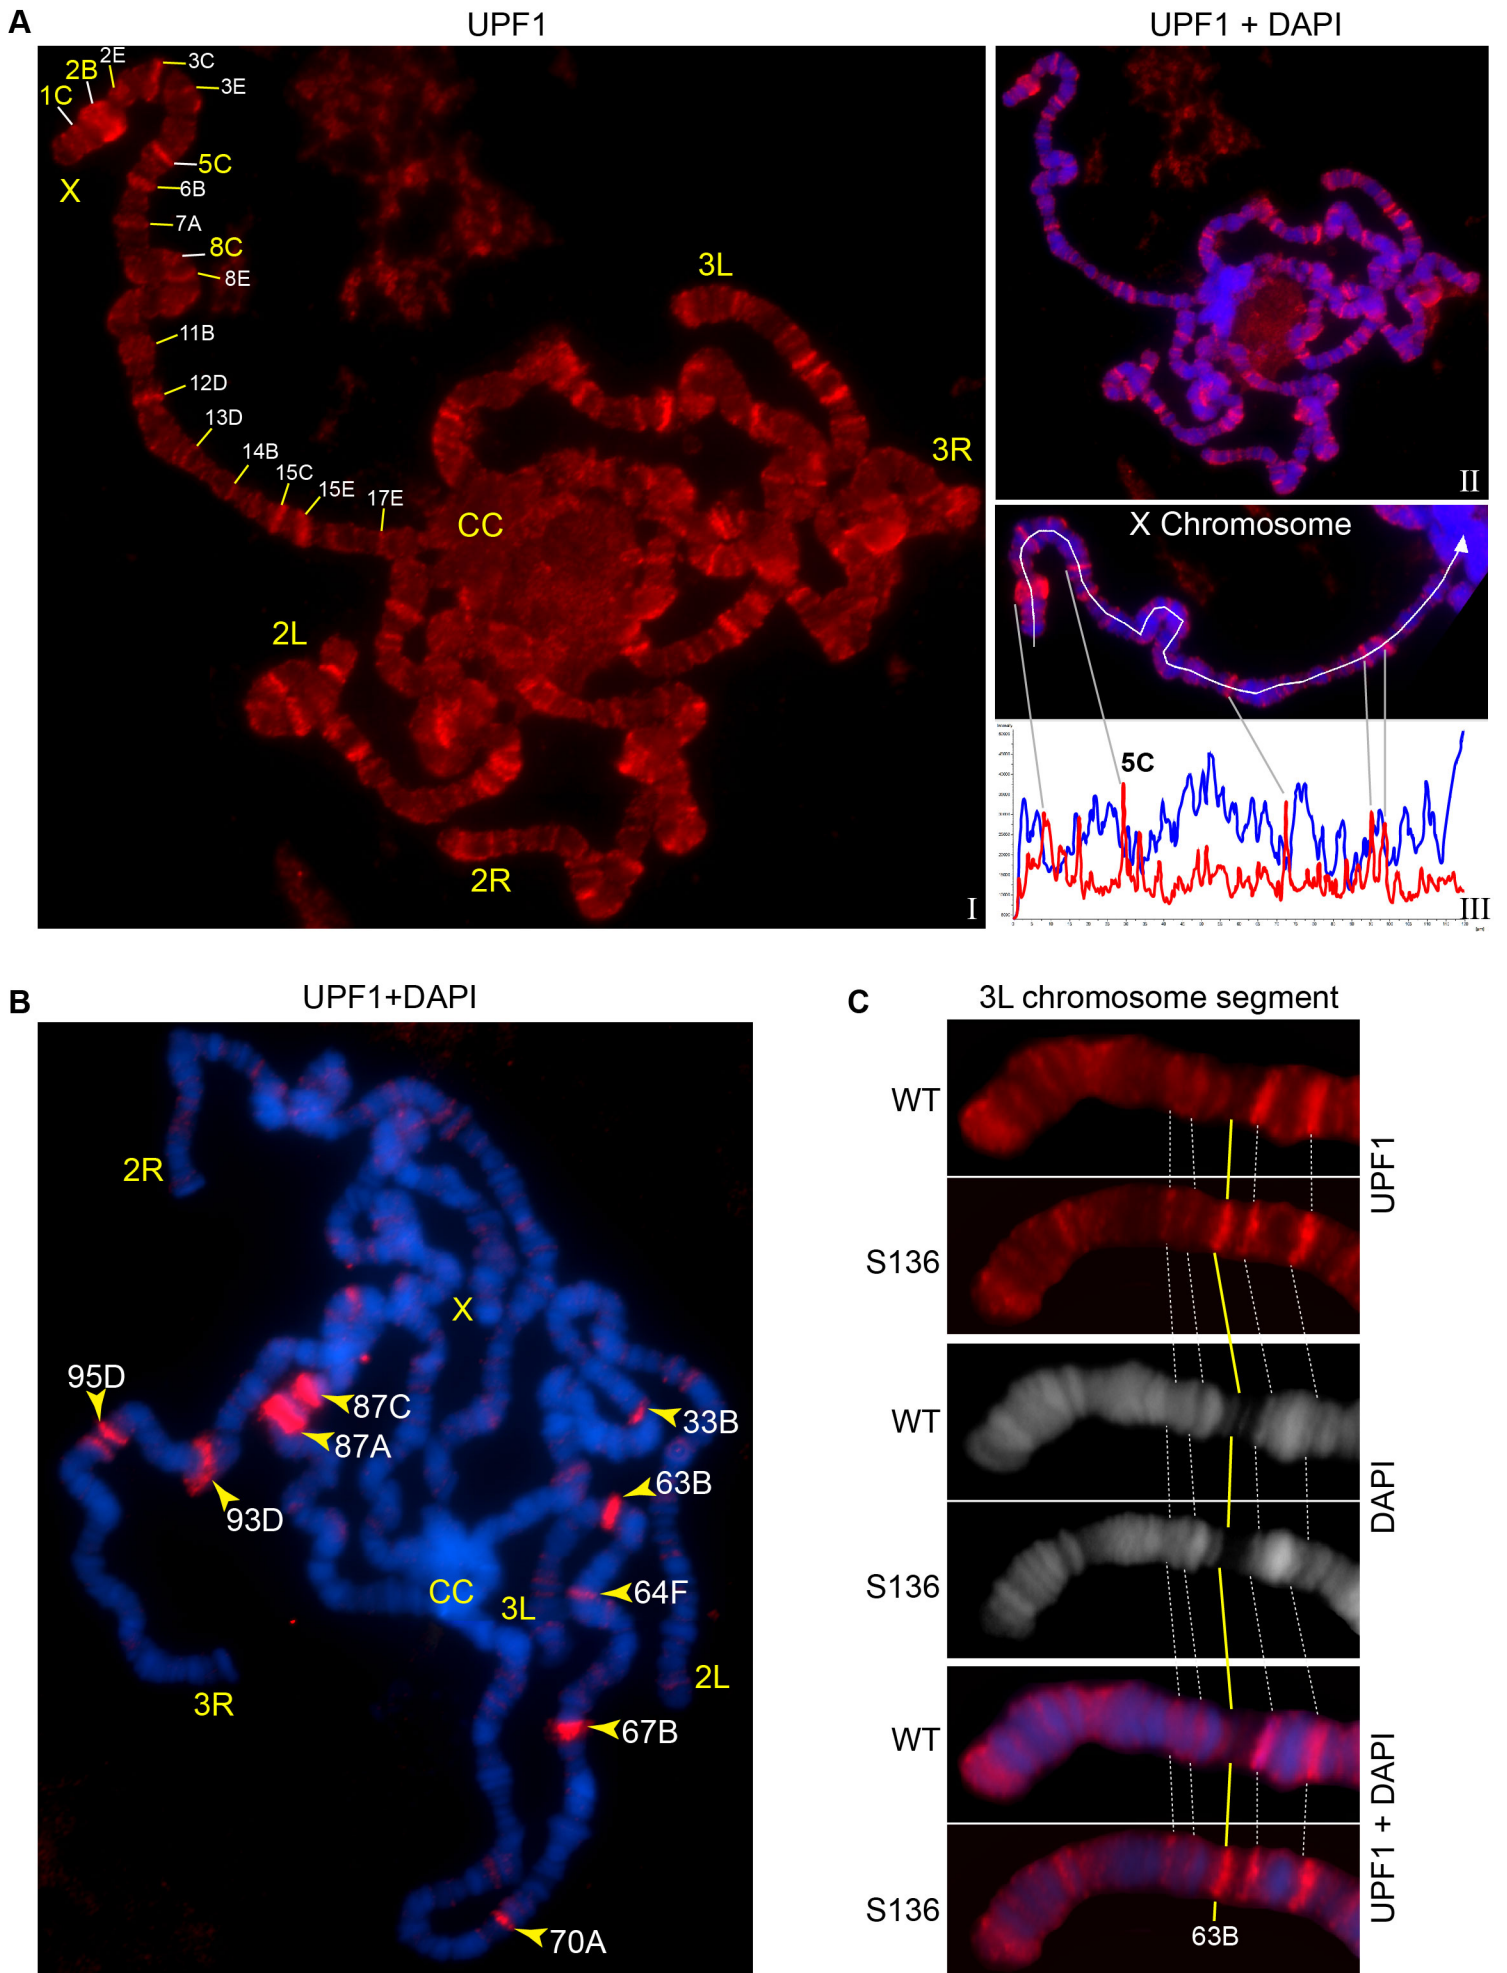 A
UPF1
UPF1 + DAPI
2E
3C
2B
3E
1C
5C
X
6B
7A
8C
8E
3L
11B
12D
13D
3R
14B
15C
15E
17E
II
CC
X Chromosome
2L
5C
2R
I
III
B
UPF1+DAPI
C
3L chromosome segment
WT
UPF1
2R
S136
X
95D
87C
33B
WT
87A
DAPI
63B
93D
CC
64F
S136
3L
3R
2L
67B
WT
UPF1 + DAPI
S136
63B
70A